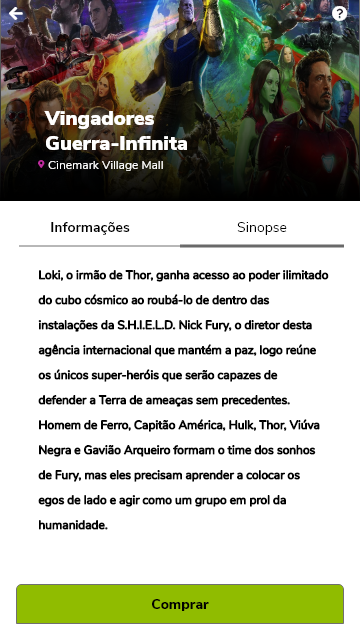 ?
Vingadores
Guerra-Infinita
Cinemark Village Mall
Informações
Sinopse
Loki, o irmão de Thor, ganha acesso ao poder ilimitado
do cubo cósmico ao roubá-lo de dentro das
instalações da S.H.I.E.L.D. Nick Fury, o diretor desta
agência internacional que mantém a paz, logo reúne
os únicos super-heróis que serão capazes de
defender a Terra de ameaças sem precedentes.
Homem de Ferro, Capitão América, Hulk, Thor, Viúva
Negra e Gavião Arqueiro formam o time dos sonhos
de Fury, mas eles precisam aprender a colocar os
egos de lado e agir como um grupo em prol da
humanidade.
Comprar